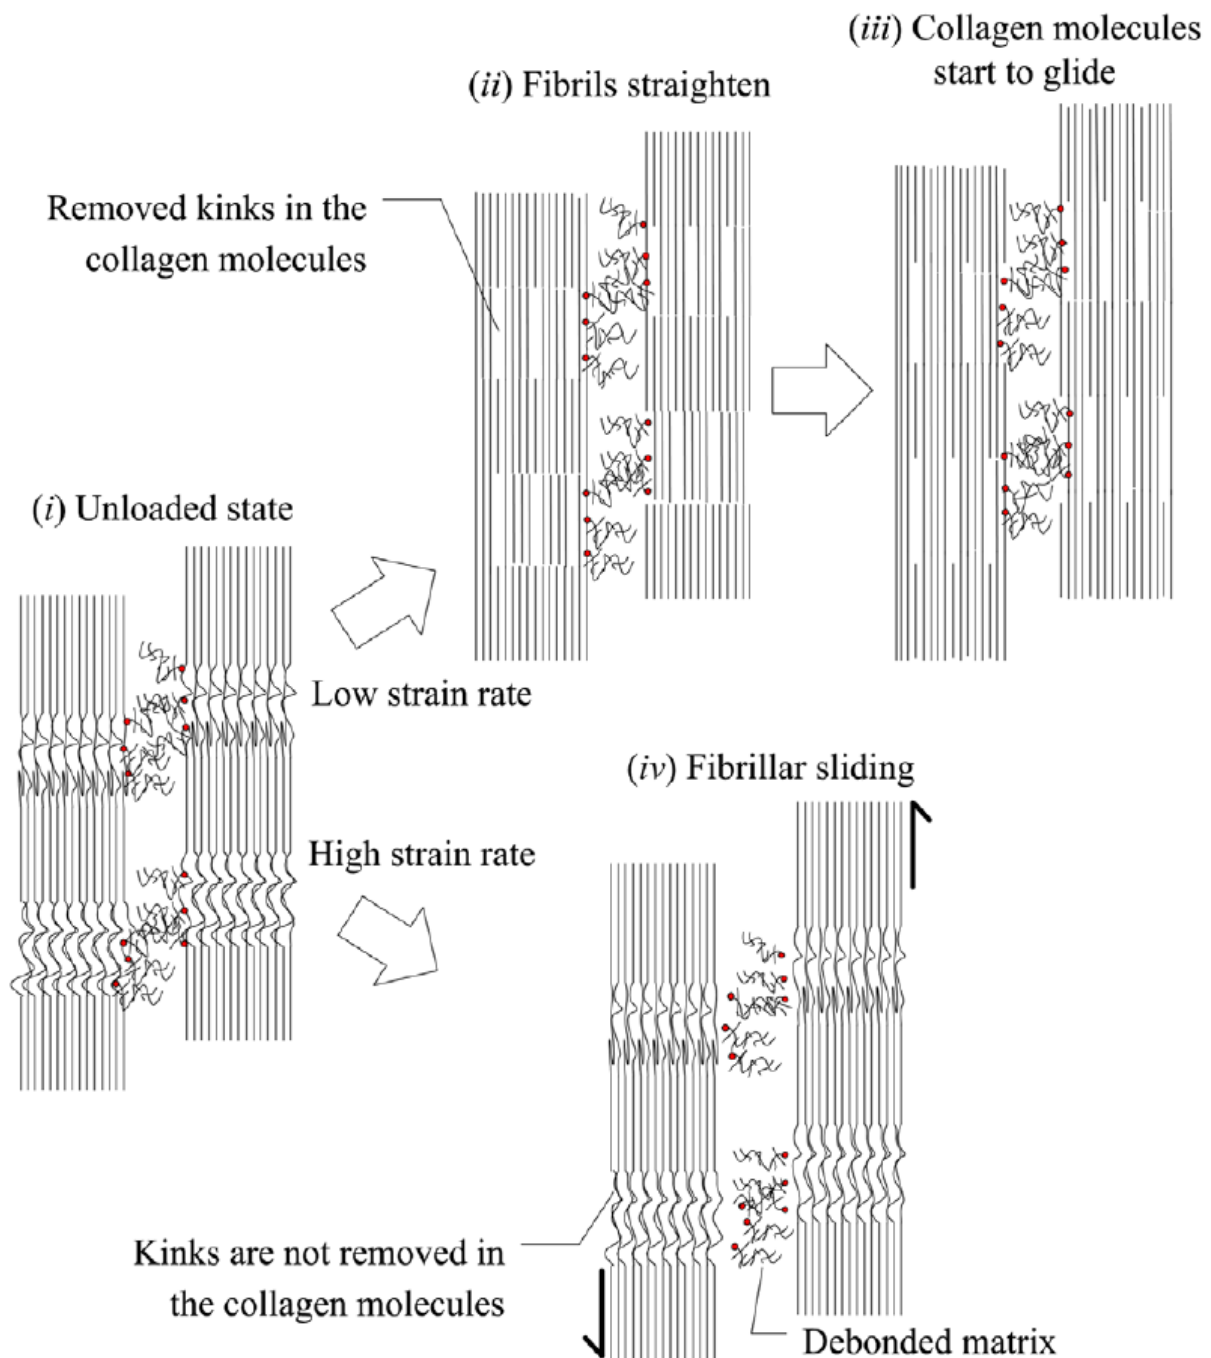 (iii) Collagen molecules
start to glide
(ii) Fibrils straighten
Removed kinks in the
collagen molecules
(i) Unloaded state
Low strain rate
High strain rate
(iv) Fibrillar sliding
Kinks are not removed in
the collagen molecules
Debonded matrix